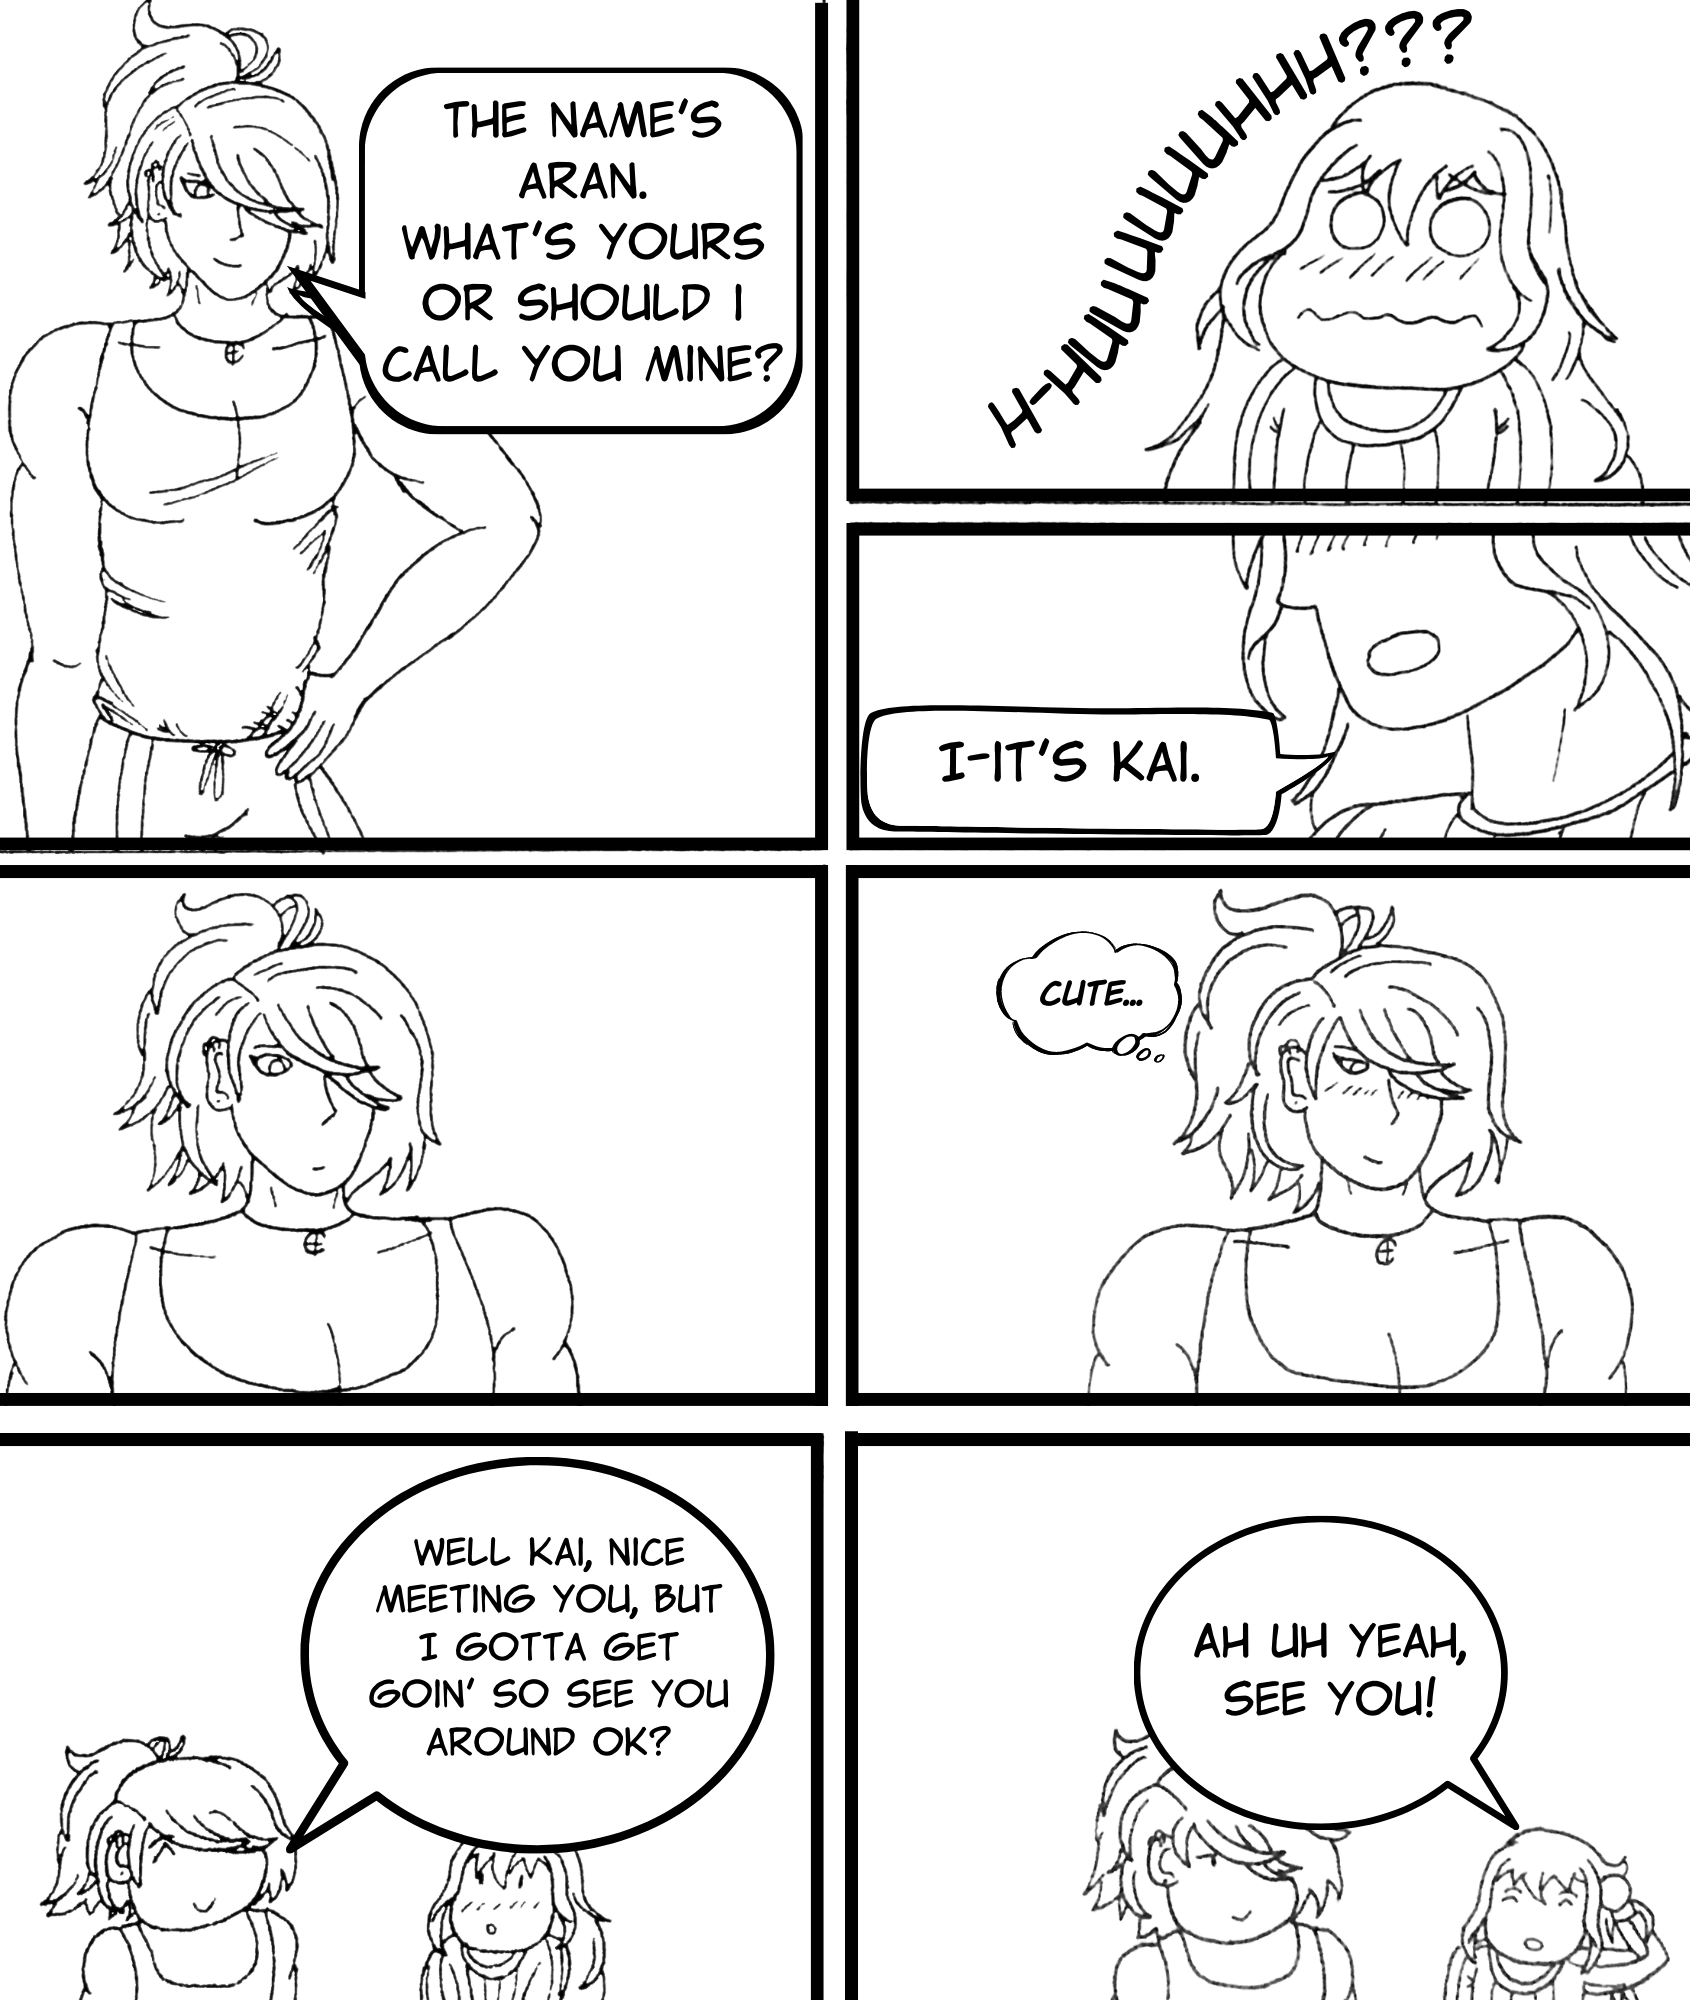 THE NAME'S
ARAN.
WHAT'S YOURS
OR SHOULD I
CALL YOU MINE?
H-HUUUUUUHHH???
I-IT'S KAI.
CUTE...
WELL KAI, NICE
MEETING YOU, BUT
I GOTTA GET
GOIN' SO SEE YOU
AROUND OK?
AH UH YEAH,
SEE YOU!